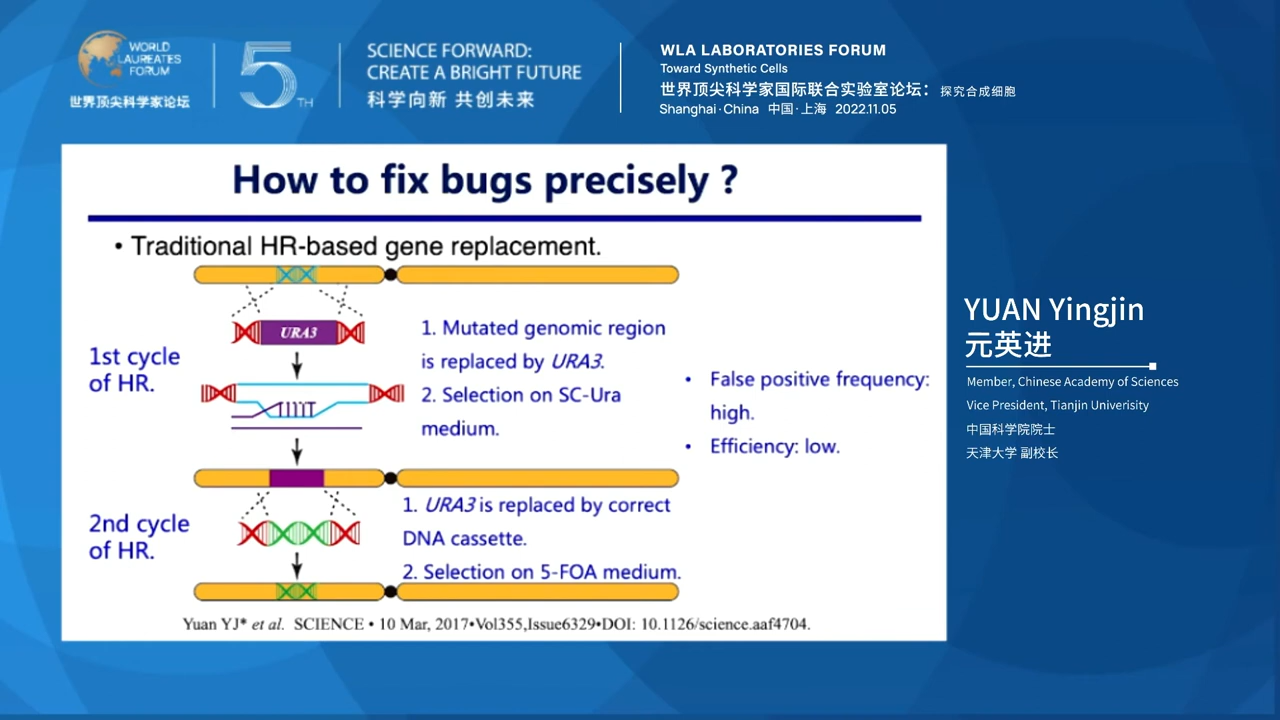 WORLD
LAUREATES
FORUM
世界顶尖科学家论坛
5TH
SCIENCE FORWARD:
CREATE A BRIGHT FUTURE
科学向新 共创未来
WLA LABORATORIES FORUM
Toward Synthetic Cells
世界顶尖科学家国际联合实验室论坛：探究合成细胞
Shanghai·China 中国·上海 2022.11.05
How to fix bugs precisely ?
• Traditional HR-based gene replacement.
URA3
1st cycle
of HR.
1. Mutated genomic region
is replaced by URA3.
2. Selection on SC-Ura
medium.
• False positive frequency:
high.
• Efficiency: low.
2nd cycle
of HR.
1. URA3 is replaced by correct
DNA cassette.
2. Selection on 5-FOA medium.
Yuan YJ* et al. SCIENCE • 10 Mar, 2017•Vol355,Issue6329•DOI: 10.1126/science.aaf4704.
YUAN Yingjin
元英进
Member, Chinese Academy of Sciences
Vice President, Tianjin Univerisity
中国科学院院士
天津大学 副校长